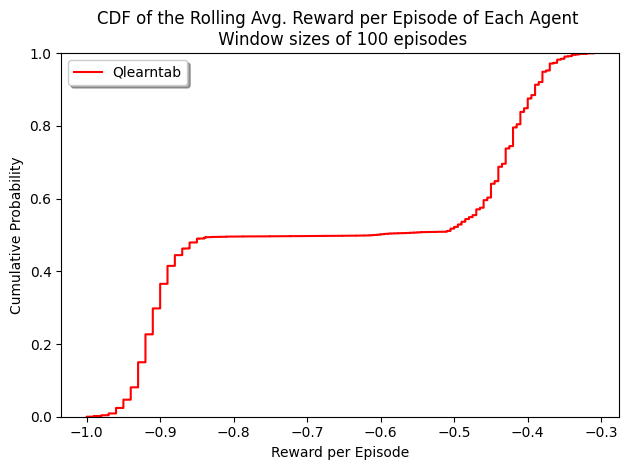 CDF of the Rolling Avg. Reward per Episode of Each Agent
Window sizes of 100 episodes
Qlearntab
Cumulative Probability
1.0
0.8
0.6
0.4
0.2
0.0
−1.0 −0.9 −0.8 −0.7 −0.6 −0.5 −0.4 −0.3
Reward per Episode